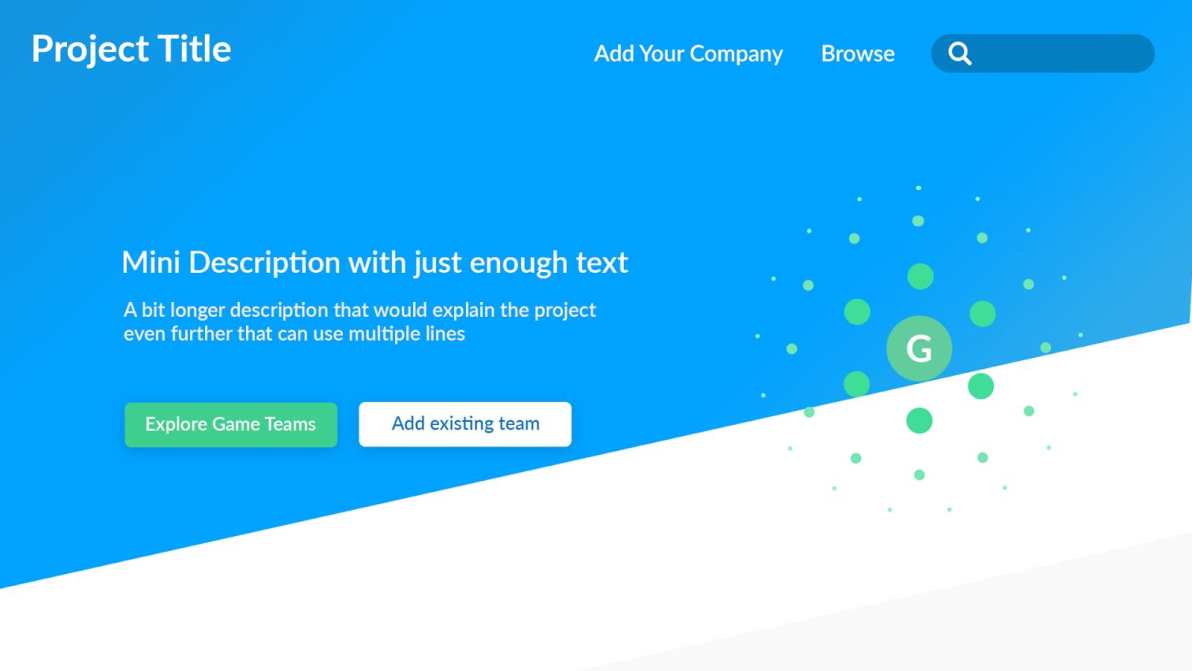 Project Title
Add Your Company
Browse
Mini Description with just enough text
A bit longer description that would explain the project
even further that can use multiple lines
G
Explore Game Teams
Add existing team